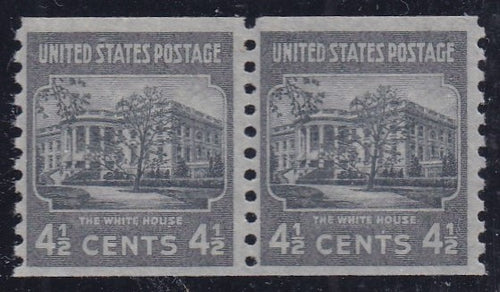 UNITED STATES POSTAGE
THE WHITE HOUSE
4½ CENTS 4½
UNITED STATES POSTAGE
THE WHITE HOUSE
4½ CENTS 4½